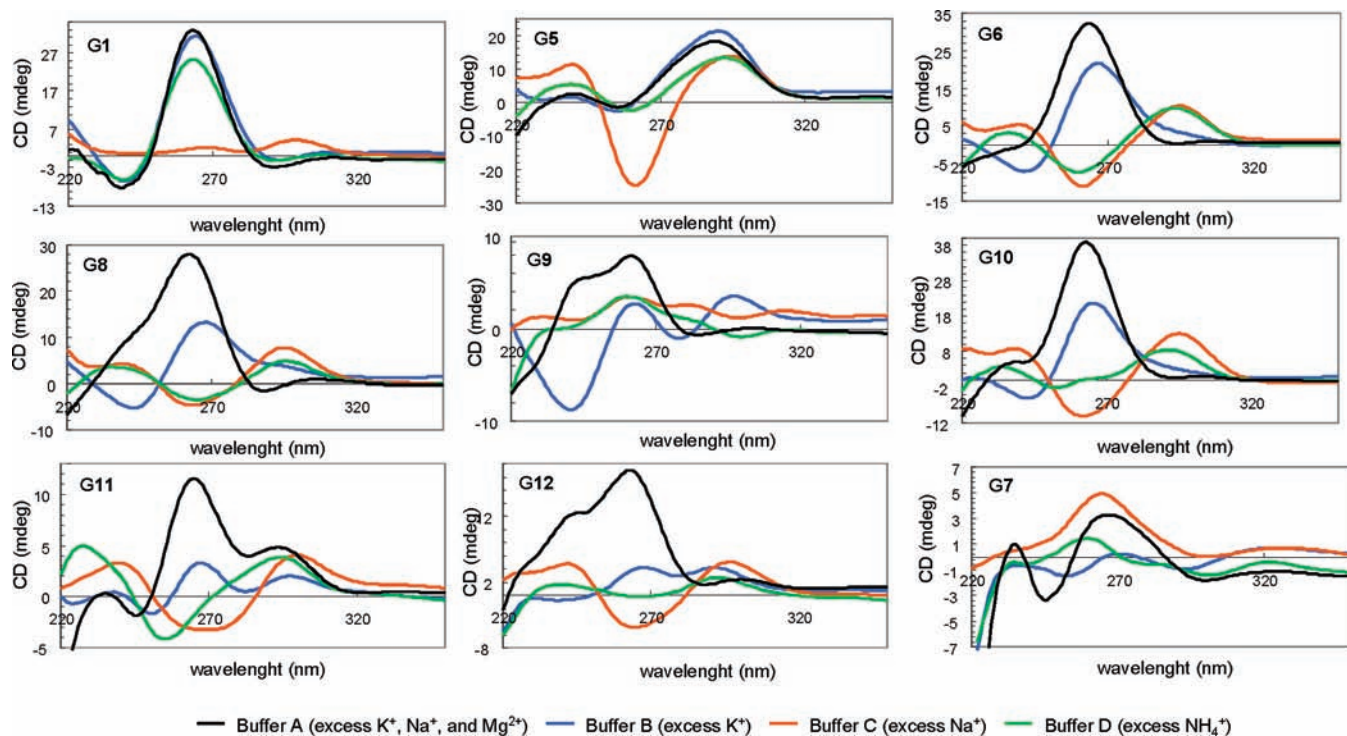 G1
CD (mdeg)
27
17
7
-3
-13
220
270
320
wavelenght (nm)
G5
CD (mdeg)
20
10
0
-10
-20
-30
220
270
320
wavelenght (nm)
G6
CD (mdeg)
35
25
15
5
-5
-15
220
270
320
wavelenght (nm)
G8
CD (mdeg)
30
20
10
0
-10
220
270
320
wavelenght (nm)
G9
CD (mdeg)
10
0
-10
220
270
320
wavelenght (nm)
G10
CD (mdeg)
38
28
18
8
-2
-12
220
270
320
wavelenght (nm)
G11
CD (mdeg)
10
5
0
-5
220
270
320
wavelenght (nm)
G12
CD (mdeg)
2
2
-8
220
270
320
wavelenght (nm)
G7
CD (mdeg)
7
5
3
1
-1
-3
-5
-7
220
270
320
wavelenght (nm)
Buffer A (excess K⁺, Na⁺, and Mg²⁺) Buffer B (excess K⁺) Buffer C (excess Na⁺) Buffer D (excess NH₄⁺)